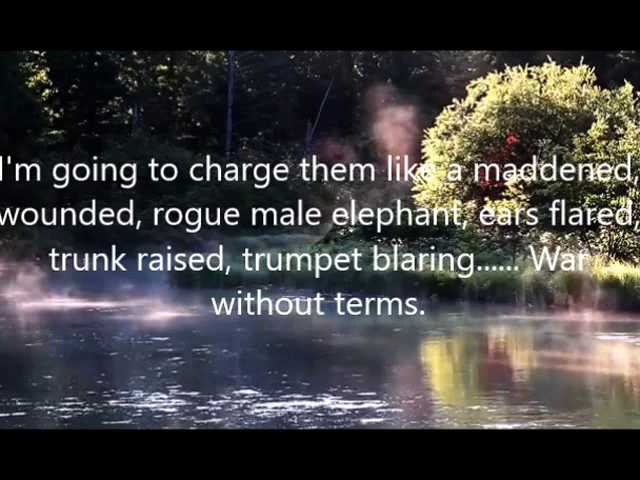 I'm going to charge them like a maddened,
wounded, rogue male elephant, ears flared,
trunk raised, trumpet blaring...... War
without terms.